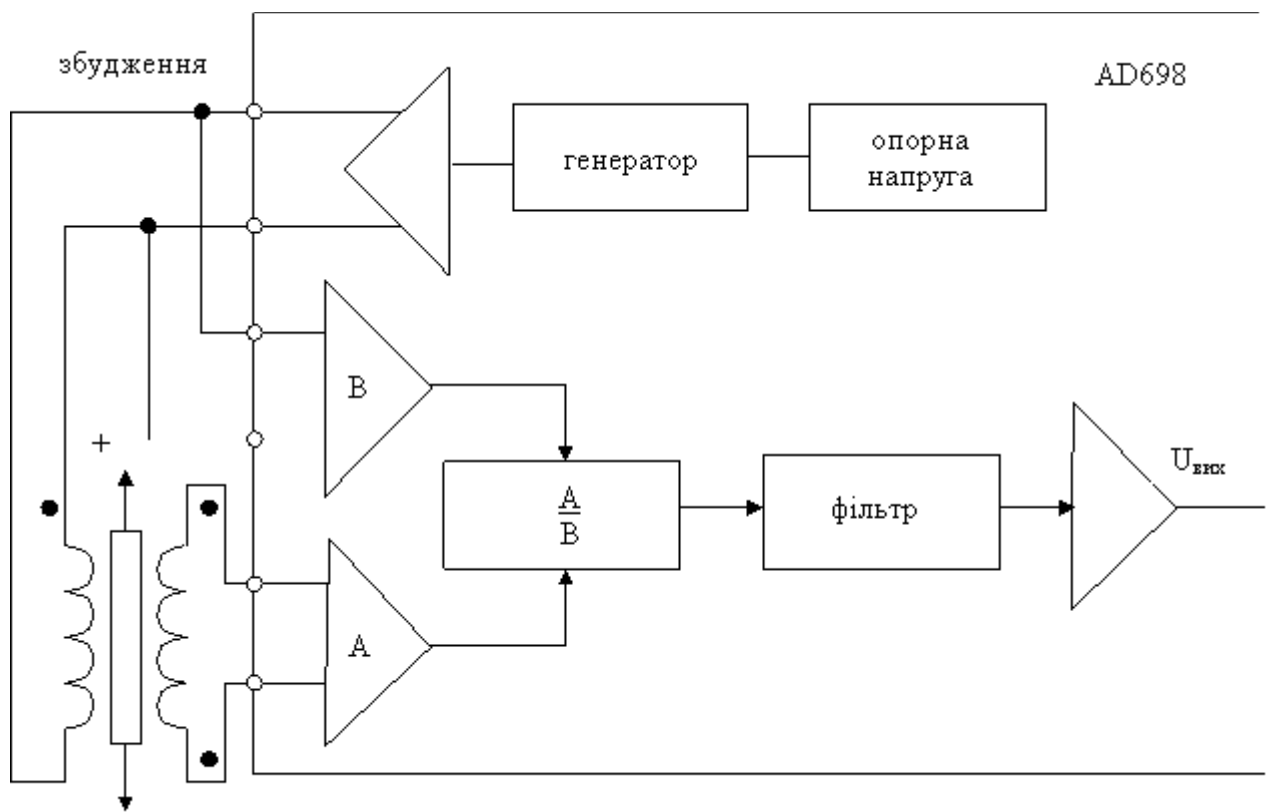 збудження
AD698
генератор
опорна
напруга
B
+
A
B
фільтр
Uвих
A